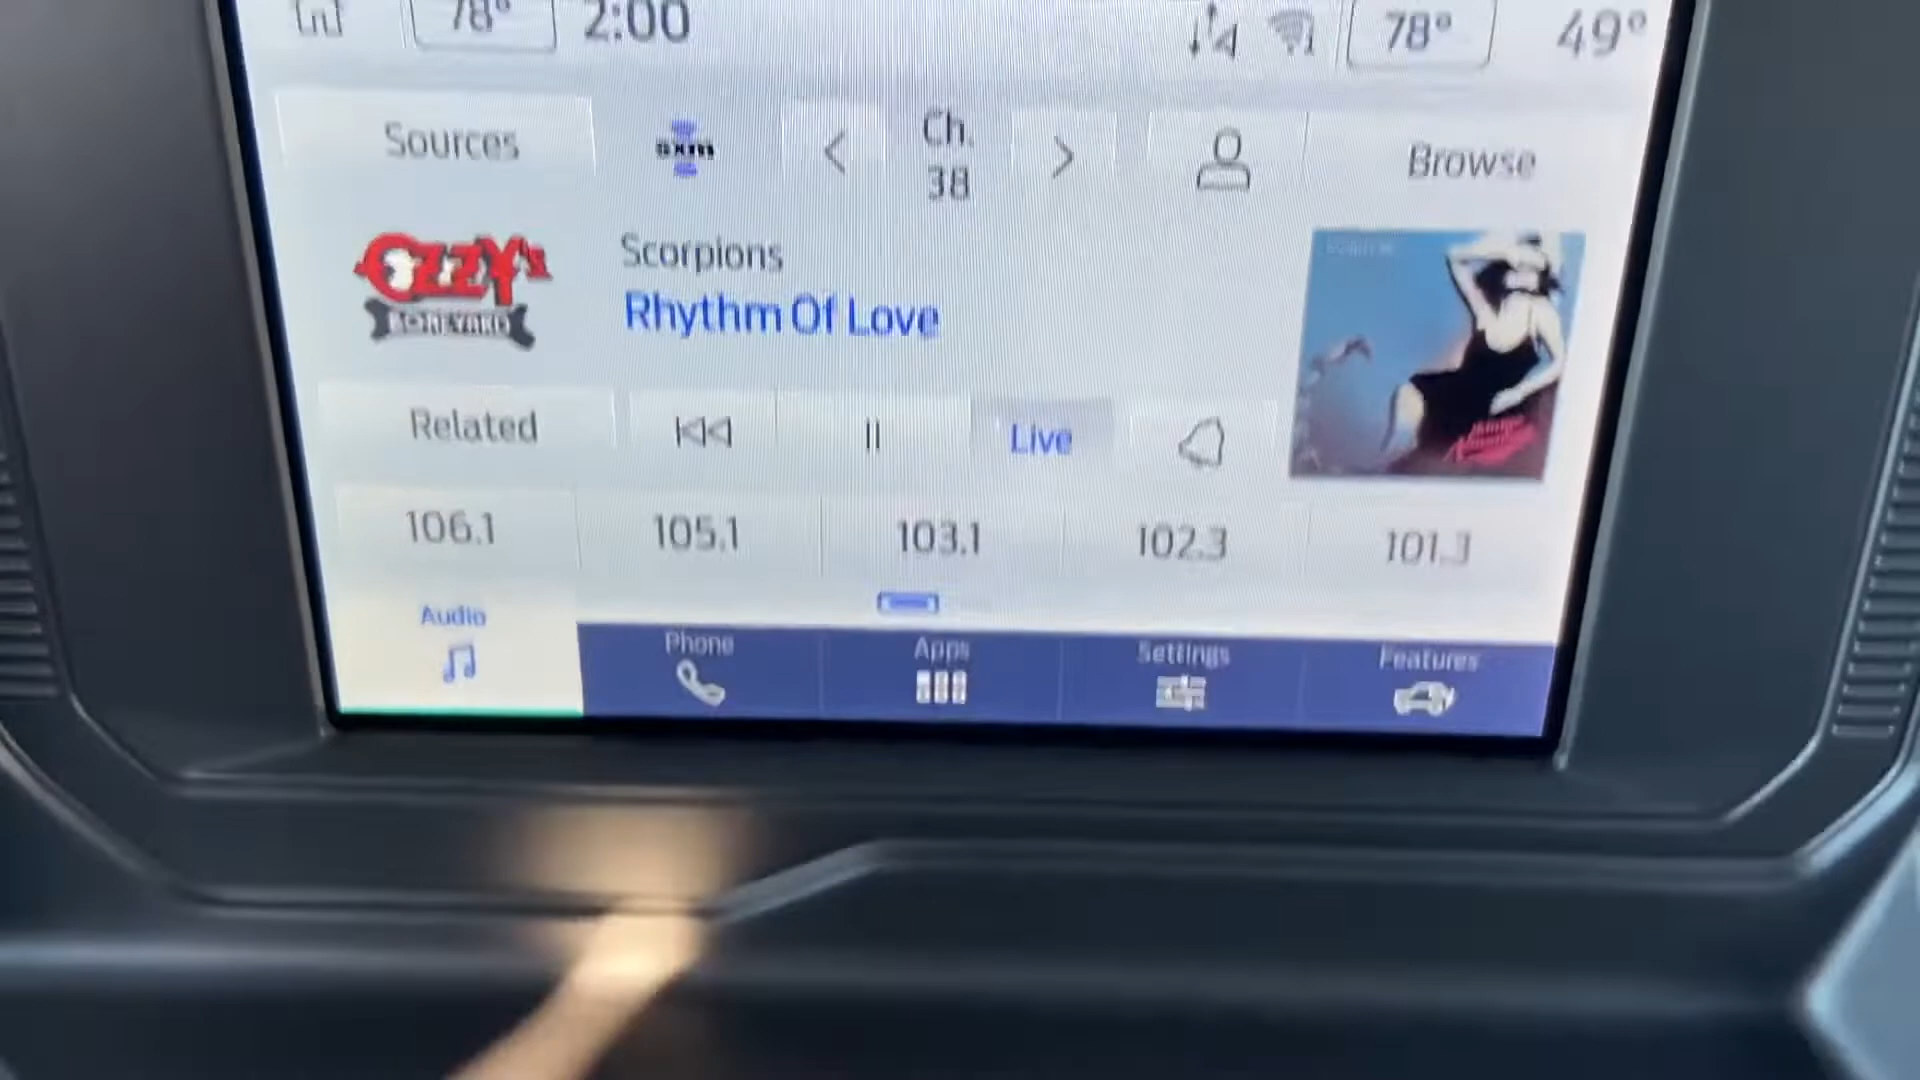 78° 2:00 78° 49°
Sources sxm Ch. 38 Browse
OZZY's BONEYARD
Scorpions
Rhythm Of Love
Related Live
106.1 105.1 103.1 102.3 101.3
Audio Phone Apps Settings Features